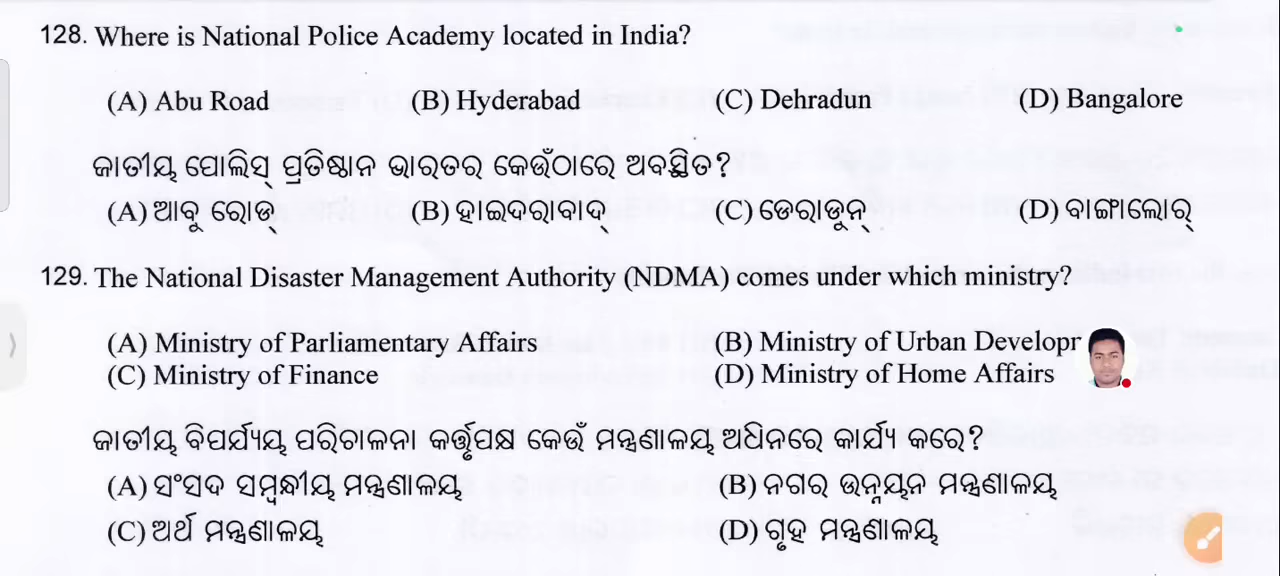 128. Where is National Police Academy located in India?
(A) Abu Road (B) Hyderabad (C) Dehradun (D) Bangalore
ଜାତୀୟ ପୋଲିସ୍ ପ୍ରତିଷ୍ଠାନ ଭାରତର କେଉଁଠାରେ ଅବସ୍ଥିତ?
(A) ଆବୁ ରୋଡ୍ (B) ହାଇଦରାବାଦ୍ (C) ଡେରାଡୁନ୍ (D) ବାଙ୍ଗାଲୋର୍
129. The National Disaster Management Authority (NDMA) comes under which ministry?
(A) Ministry of Parliamentary Affairs (B) Ministry of Urban Developr
(C) Ministry of Finance (D) Ministry of Home Affairs
ଜାତୀୟ ବିପର୍ଯ୍ୟୟ ପରିଚାଳନା କର୍ତ୍ତୃପକ୍ଷ କେଉଁ ମନ୍ତ୍ରଣାଳୟ ଅଧିନରେ କାର୍ଯ୍ୟ କରେ?
(A) ସଂସଦ ସମ୍ବନ୍ଧୀୟ ମନ୍ତ୍ରଣାଳୟ (B) ନଗର ଉନ୍ନୟନ ମନ୍ତ୍ରଣାଳୟ
(C) ଅର୍ଥ ମନ୍ତ୍ରଣାଳୟ (D) ଗୃହ ମନ୍ତ୍ରଣାଳୟ